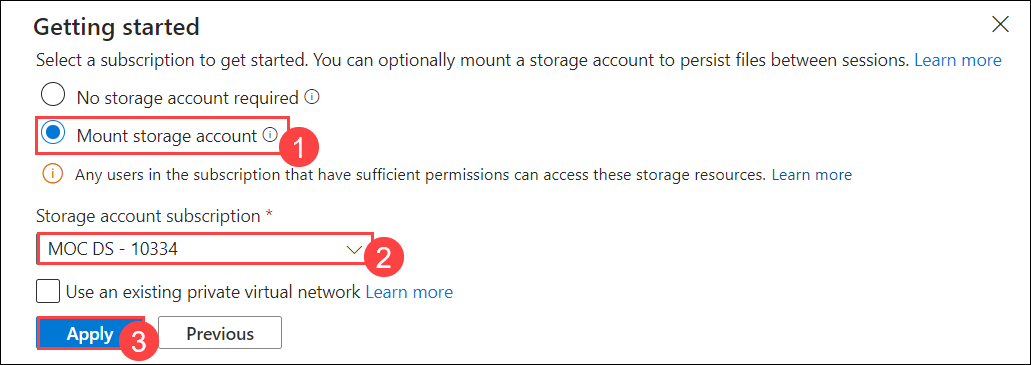 Getting started
Select a subscription to get started. You can optionally mount a storage account to persist files between sessions. Learn more
No storage account required
Mount storage account
1
Any users in the subscription that have sufficient permissions can access these storage resources. Learn more
Storage account subscription *
MOC DS - 10334
2
Use an existing private virtual network Learn more
Apply
3
Previous